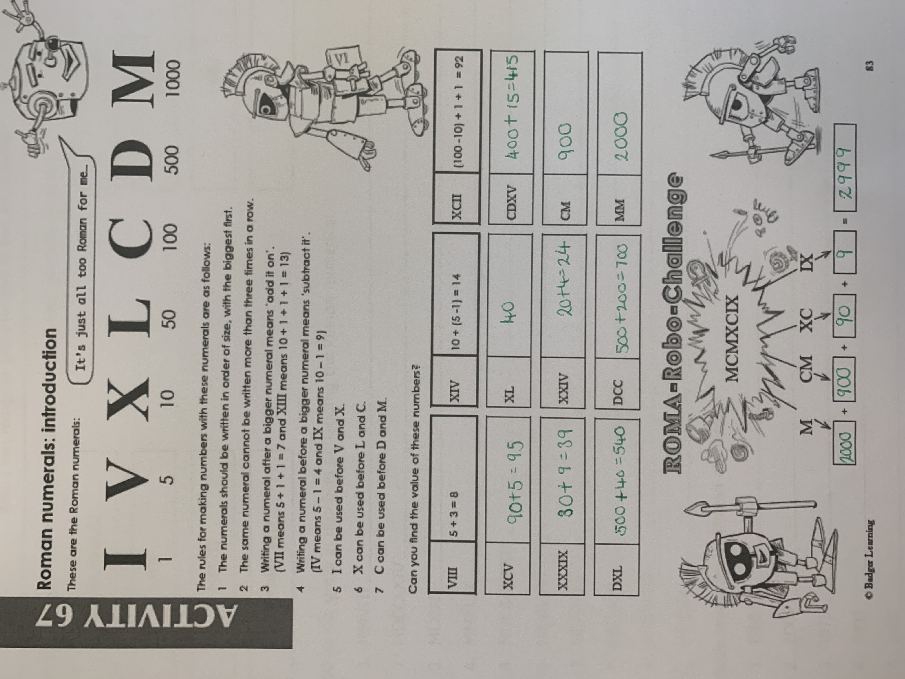 ACTIVITY 67
Roman numerals: introduction
These are the Roman numerals:
It's just all too Roman for me…
I V X L C D M
1 5 10 50 100 500 1000
The rules for making numbers with these numerals are as follows:
1 The numerals should be written in order of size, with the biggest first.
2 The same numeral cannot be written more than three times in a row.
3 Writing a numeral after a bigger numeral means 'add it on'.
(VII means 5 + 1 + 1 = 7 and XIII means 10 + 1 + 1 + 1 = 13)
4 Writing a number before a bigger numeral means 'subtract it'.
(IV means 5 - 1 = 4 and IX means 10 - 1 = 9)
5 I can be used before V and X.
6 X can be used before L and C.
7 C can be used before D and M.
VI
Can you find the value of these numbers?
VIII 5 + 3 = 8 XIV 10 + (5 -1) = 14 XCII (100 -10) + 1 + 1 = 92
XCV 90+5 = 95 XL 40 CDXV 400+15=415
XXXIX 30+9=39 XXIV 20+4=24 CM 900
DXL 500+40=540 DCC 500+200=700 MM 2000
ROMA-Robo-Challenge
MCMXCIX
M CM XC IX
2000 + 900 + 90 + 9 = 2999
© Badger Learning
83